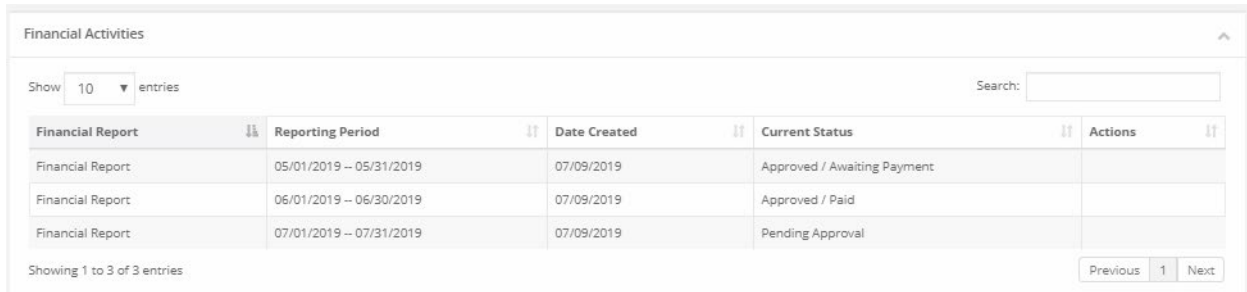 Financial Activities
Show 10 entries Search:
Financial Report Reporting Period Date Created Current Status Actions
Financial Report 05/01/2019 -- 05/31/2019 07/09/2019 Approved / Awaiting Payment
Financial Report 06/01/2019 -- 06/30/2019 07/09/2019 Approved / Paid
Financial Report 07/01/2019 -- 07/31/2019 07/09/2019 Pending Approval
Showing 1 to 3 of 3 entries Previous 1 Next